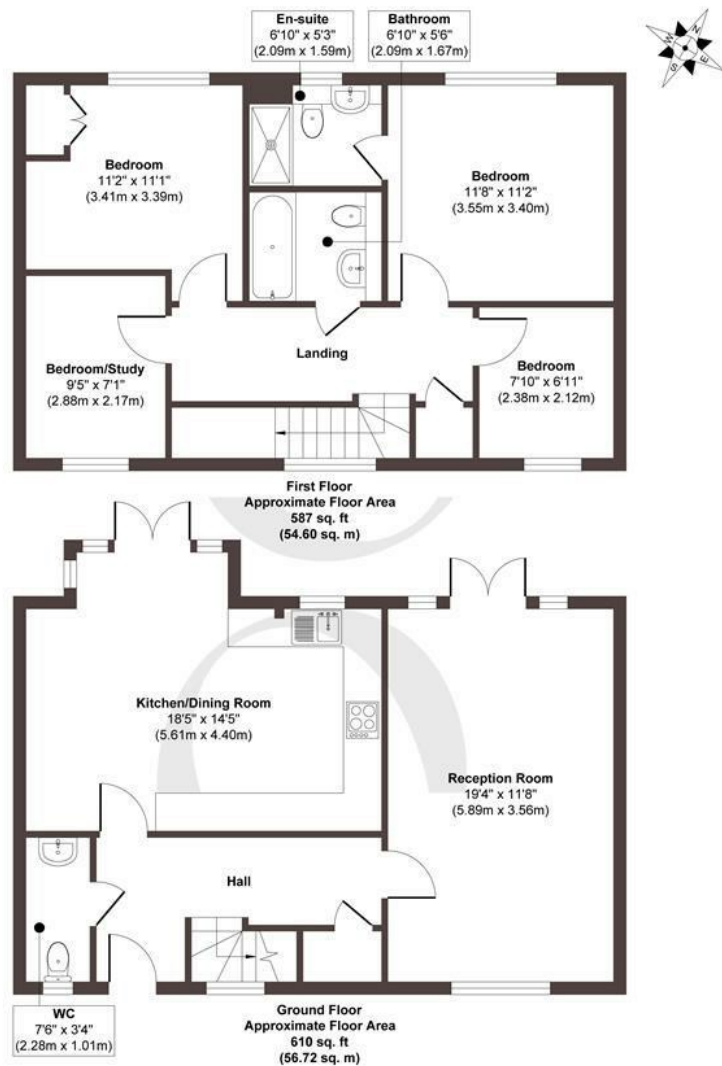 En-suite
6'10" x 5'3"
(2.09m x 1.59m)
Bathroom
6'10" x 5'6"
(2.09m x 1.67m)
N
E
S
W
Bedroom
11'2" x 11'1"
(3.41m x 3.39m)
Bedroom
11'8" x 11'2"
(3.55m x 3.40m)
Landing
Bedroom/Study
9'5" x 7'1"
(2.88m x 2.17m)
Bedroom
7'10" x 6'11"
(2.38m x 2.12m)
First Floor
Approximate Floor Area
587 sq. ft
(54.60 sq. m)
Kitchen/Dining Room
18'5" x 14'5"
(5.61m x 4.40m)
Reception Room
19'4" x 11'8"
(5.89m x 3.56m)
Hall
WC
7'6" x 3'4"
(2.28m x 1.01m)
Ground Floor
Approximate Floor Area
610 sq. ft
(56.72 sq. m)